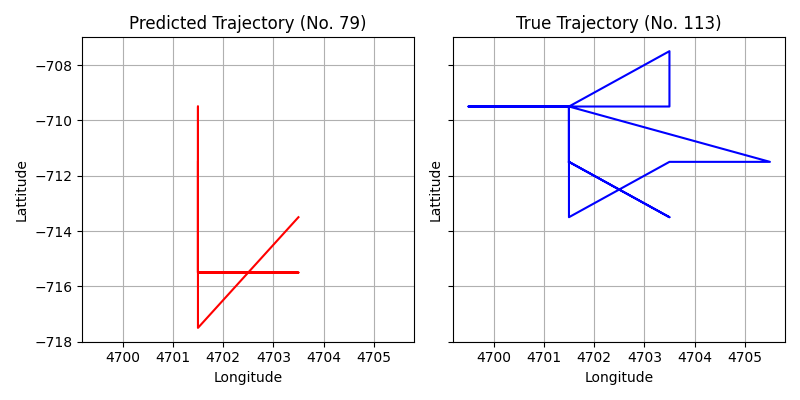 Predicted Trajectory (No. 79)
Lattitude
−708
−710
−712
−714
−716
−718
4700 4701 4702 4703 4704 4705
Longitude
True Trajectory (No. 113)
Lattitude
4700 4701 4702 4703 4704 4705
Longitude